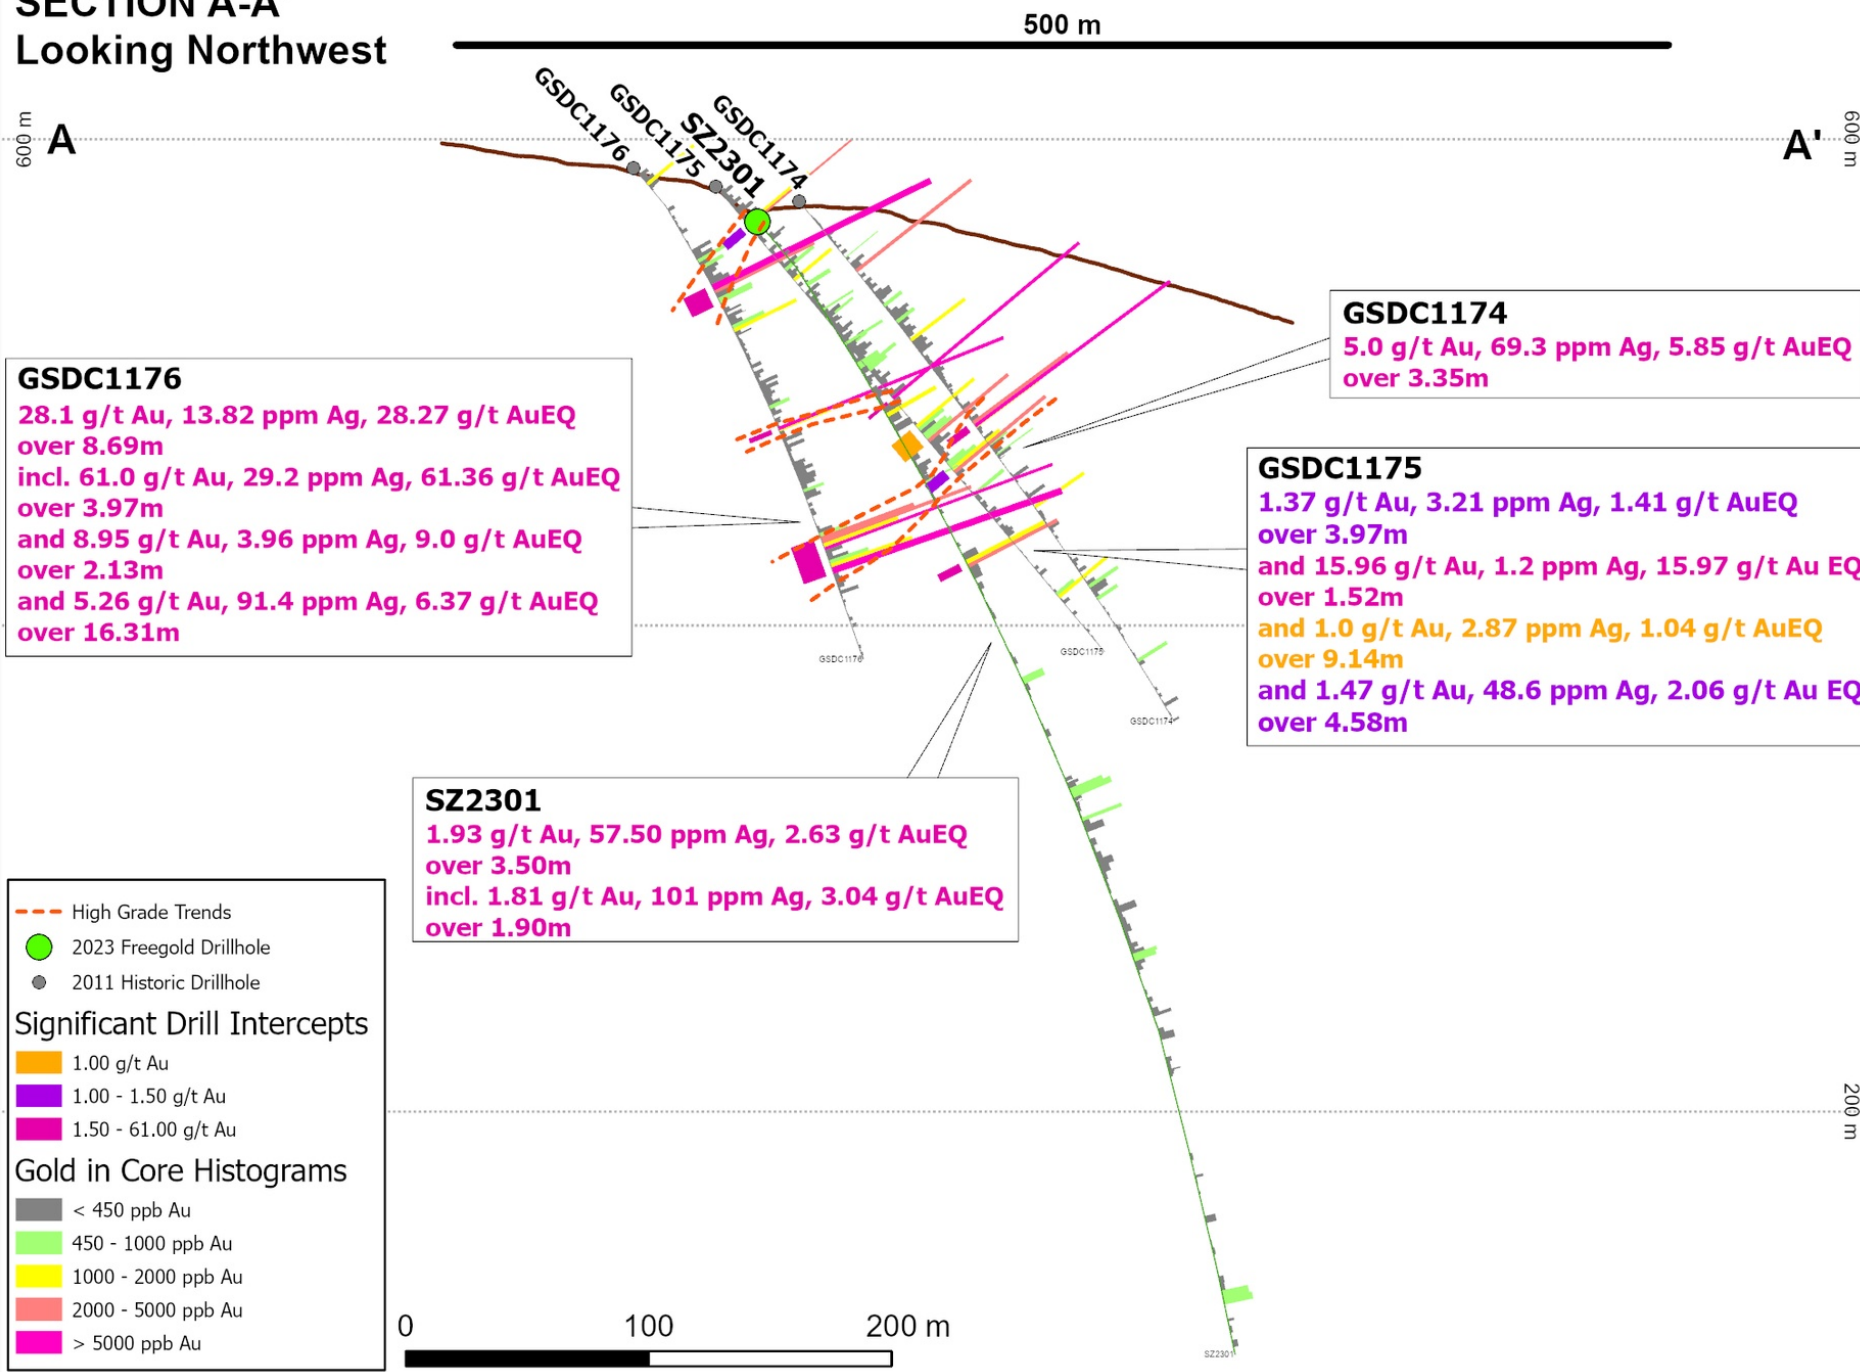 SECTION A-A'
Looking Northwest
500 m
600 m
A
GSDC1176
GSDC1175
SZ2301
GSDC1174
A'
600 m
GSDC1174
5.0 g/t Au, 69.3 ppm Ag, 5.85 g/t AuEQ
over 3.35m
GSDC1176
28.1 g/t Au, 13.82 ppm Ag, 28.27 g/t AuEQ
over 8.69m
incl. 61.0 g/t Au, 29.2 ppm Ag, 61.36 g/t AuEQ
over 3.97m
and 8.95 g/t Au, 3.96 ppm Ag, 9.0 g/t AuEQ
over 2.13m
and 5.26 g/t Au, 91.4 ppm Ag, 6.37 g/t AuEQ
over 16.31m
GSDC1175
1.37 g/t Au, 3.21 ppm Ag, 1.41 g/t AuEQ
over 3.97m
and 15.96 g/t Au, 1.2 ppm Ag, 15.97 g/t Au EQ
over 1.52m
and 1.0 g/t Au, 2.87 ppm Ag, 1.04 g/t AuEQ
over 9.14m
and 1.47 g/t Au, 48.6 ppm Ag, 2.06 g/t Au EQ
over 4.58m
GSDC1176
GSDC1175
GSDC1174
SZ2301
1.93 g/t Au, 57.50 ppm Ag, 2.63 g/t AuEQ
over 3.50m
incl. 1.81 g/t Au, 101 ppm Ag, 3.04 g/t AuEQ
over 1.90m
200 m
High Grade Trends
2023 Freegold Drillhole
2011 Historic Drillhole
Significant Drill Intercepts
1.00 g/t Au
1.00 - 1.50 g/t Au
1.50 - 61.00 g/t Au
Gold in Core Histograms
< 450 ppb Au
450 - 1000 ppb Au
1000 - 2000 ppb Au
2000 - 5000 ppb Au
> 5000 ppb Au
0 100 200 m
SZ2301